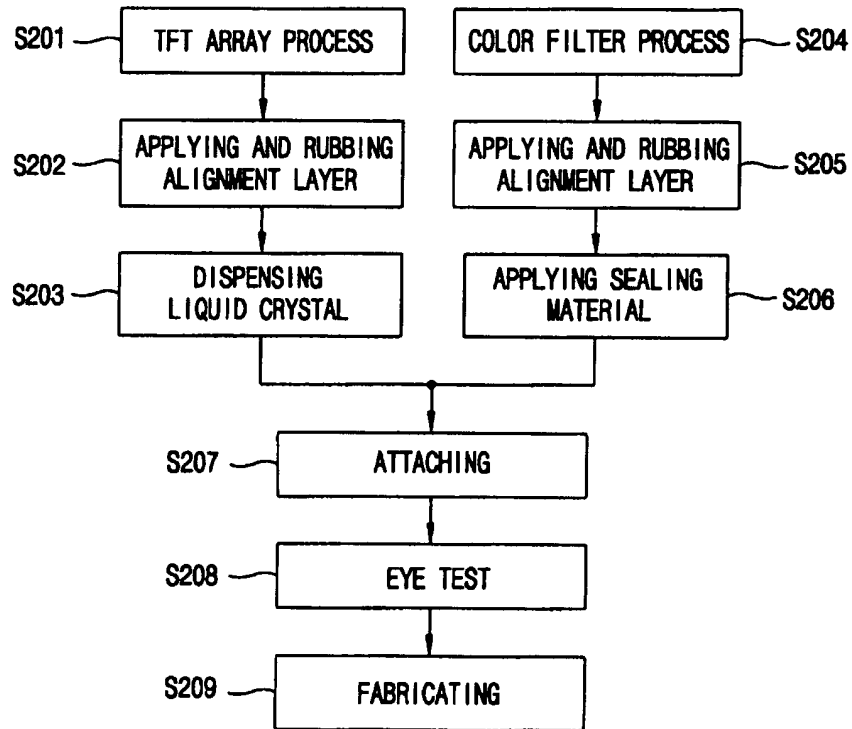 S201
TFT ARRAY PROCESS
COLOR FILTER PROCESS
S204
S202
APPLYING AND RUBBING
ALIGNMENT LAYER
APPLYING AND RUBBING
ALIGNMENT LAYER
S205
S203
DISPENSING
LIQUID CRYSTAL
APPLYING SEALING
MATERIAL
S206
S207
ATTACHING
S208
EYE TEST
S209
FABRICATING